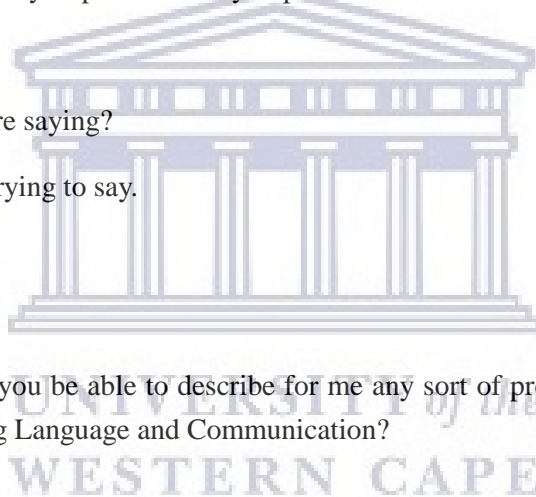 re saying?
rying to say.
you be able to describe for me any sort of pr
UNIVERSITY of the
g Language and Communication?
WESTERN CAPE